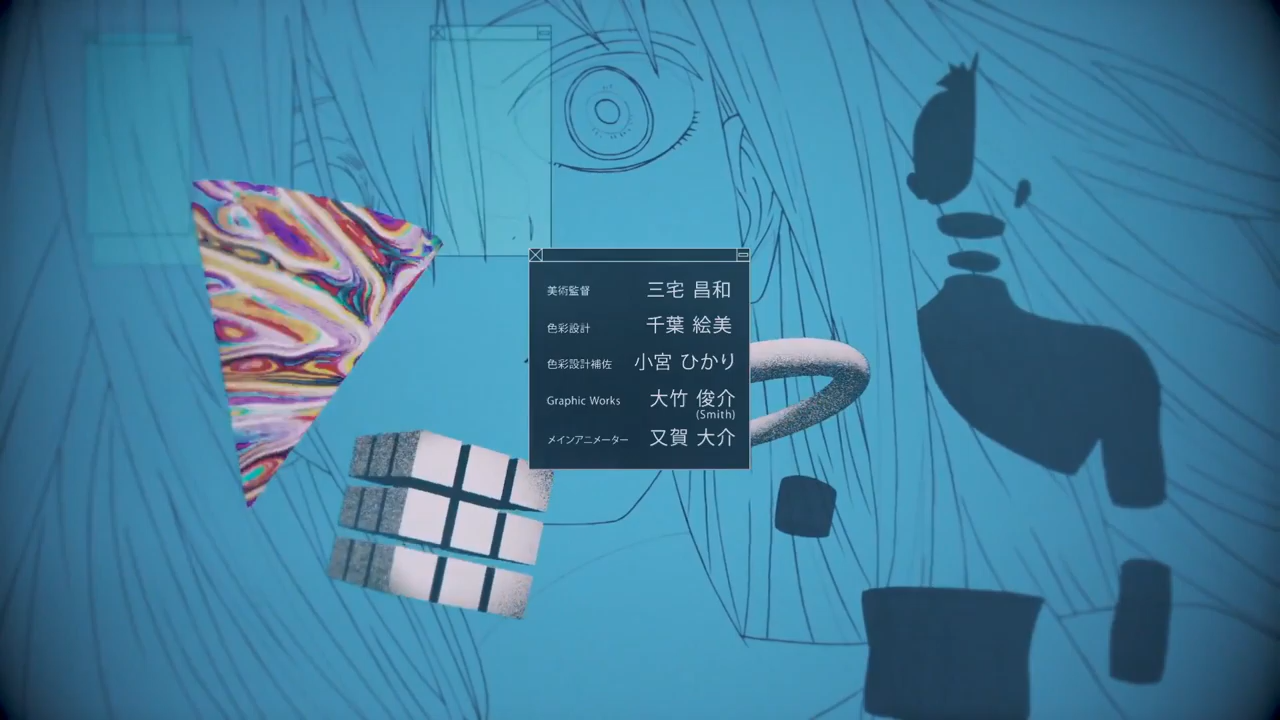 美術監督 三宅 昌和
色彩設計 千葉 絵美
色彩設計補佐 小宮 ひかり
Graphic Works 大竹 俊介
(Smith)
メインアニメーター 又賀 大介